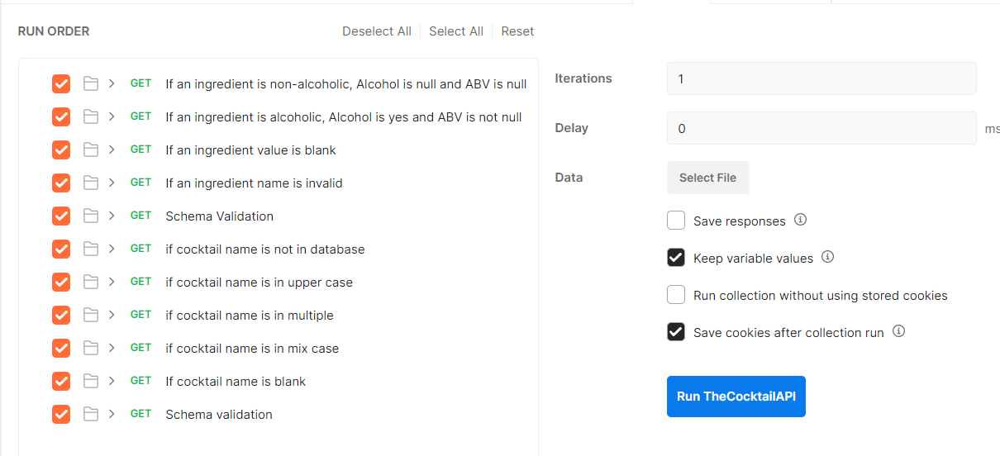 RUN ORDER
Deselect All
Select All
Reset
GET If an ingredient is non-alcoholic, Alcohol is null and ABV is null
GET If an ingredient is alcoholic, Alcohol is yes and ABV is not null
GET If an ingredient value is blank
GET If an ingredient name is invalid
GET Schema Validation
GET if cocktail name is not in database
GET if cocktail name is in upper case
GET if cocktail name is in multiple
GET if cocktail name is in mix case
GET If cocktail name is blank
GET Schema validation
Iterations 1
Delay 0 ms
Data Select File
Save responses
Keep variable values
Run collection without using stored cookies
Save cookies after collection run
Run TheCocktailAPI